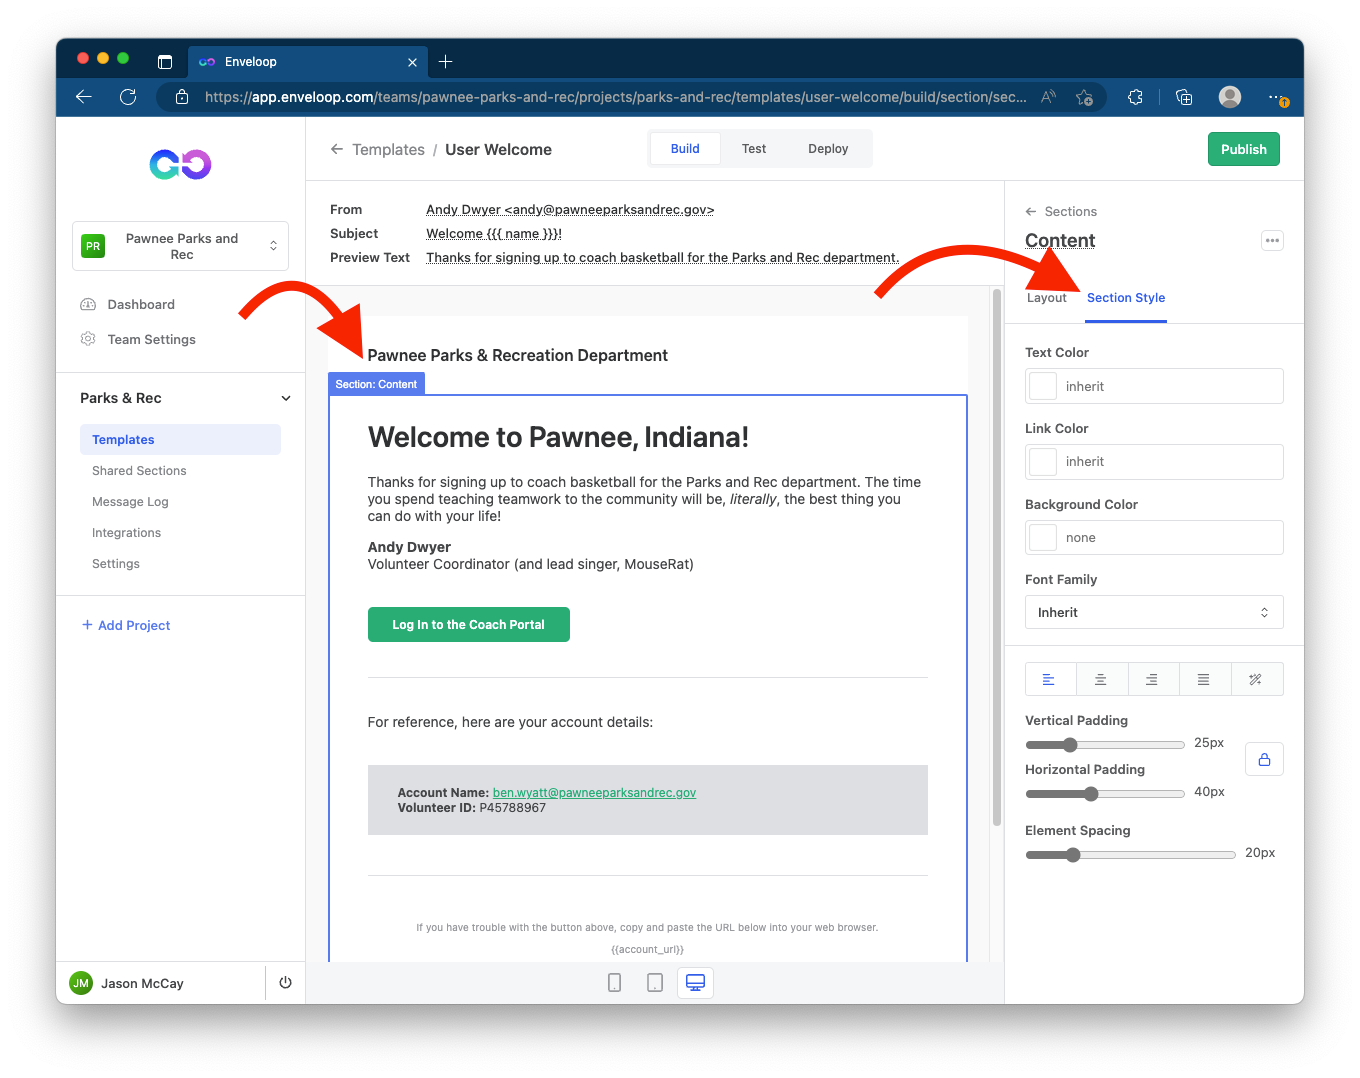 Enveloop
https://app.enveloop.com/teams/pawnee-parks-and-rec/projects/parks-and-rec/templates/user-welcome/build/section/sec...
PR
Pawnee Parks and
Rec
Dashboard
Team Settings
Parks & Rec
Templates
Shared Sections
Message Log
Integrations
Settings
+ Add Project
JM
Jason McCay
Templates / User Welcome
Build
Test
Deploy
Publish
From
Andy Dwyer <andy@pawneeparksandrec.gov>
Subject
Welcome {{{ name }}}!
Preview Text
Thanks for signing up to coach basketball for the Parks and Rec department.
Pawnee Parks & Recreation Department
Section: Content
Welcome to Pawnee, Indiana!
Thanks for signing up to coach basketball for the Parks and Rec department. The time
you spend teaching teamwork to the community will be, literally, the best thing you
can do with your life!
Andy Dwyer
Volunteer Coordinator (and lead singer, MouseRat)
Log In to the Coach Portal
For reference, here are your account details:
Account Name: ben.wyatt@pawneeparksandrec.gov
Volunteer ID: P45788967
If you have trouble with the button above, copy and paste the URL below into your web browser.
{{account_url}}
Sections
Content
Layout
Section Style
Text Color
inherit
Link Color
inherit
Background Color
none
Font Family
Inherit
Vertical Padding
25px
Horizontal Padding
40px
Element Spacing
20px